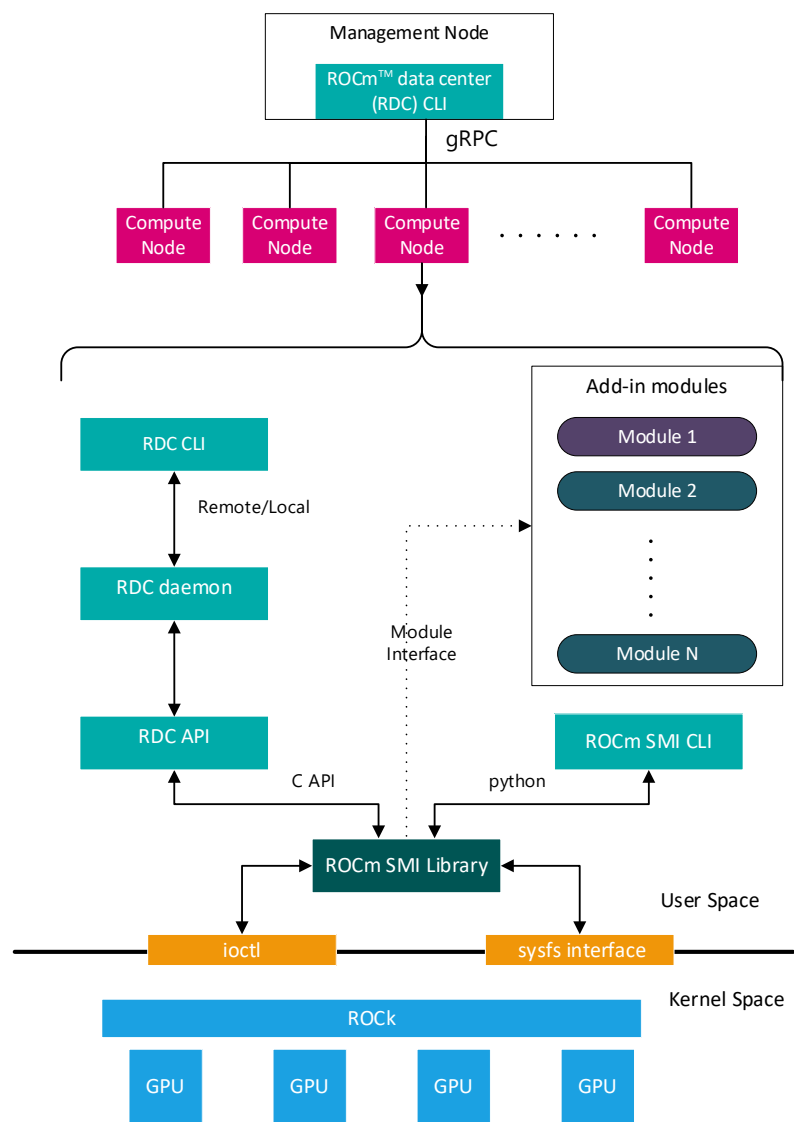 Management Node
ROCm™ data center
(RDC) CLI
gRPC
Compute
Node
Compute
Node
Compute
Node
. . . . . .
Compute
Node
Add-in modules
Module 1
Module 2
Module N
RDC CLI
Remote/Local
RDC daemon
Module
Interface
RDC API
ROCm SMI CLI
C API
python
ROCm SMI Library
User Space
ioctl
sysfs interface
Kernel Space
ROCk
GPU
GPU
GPU
GPU